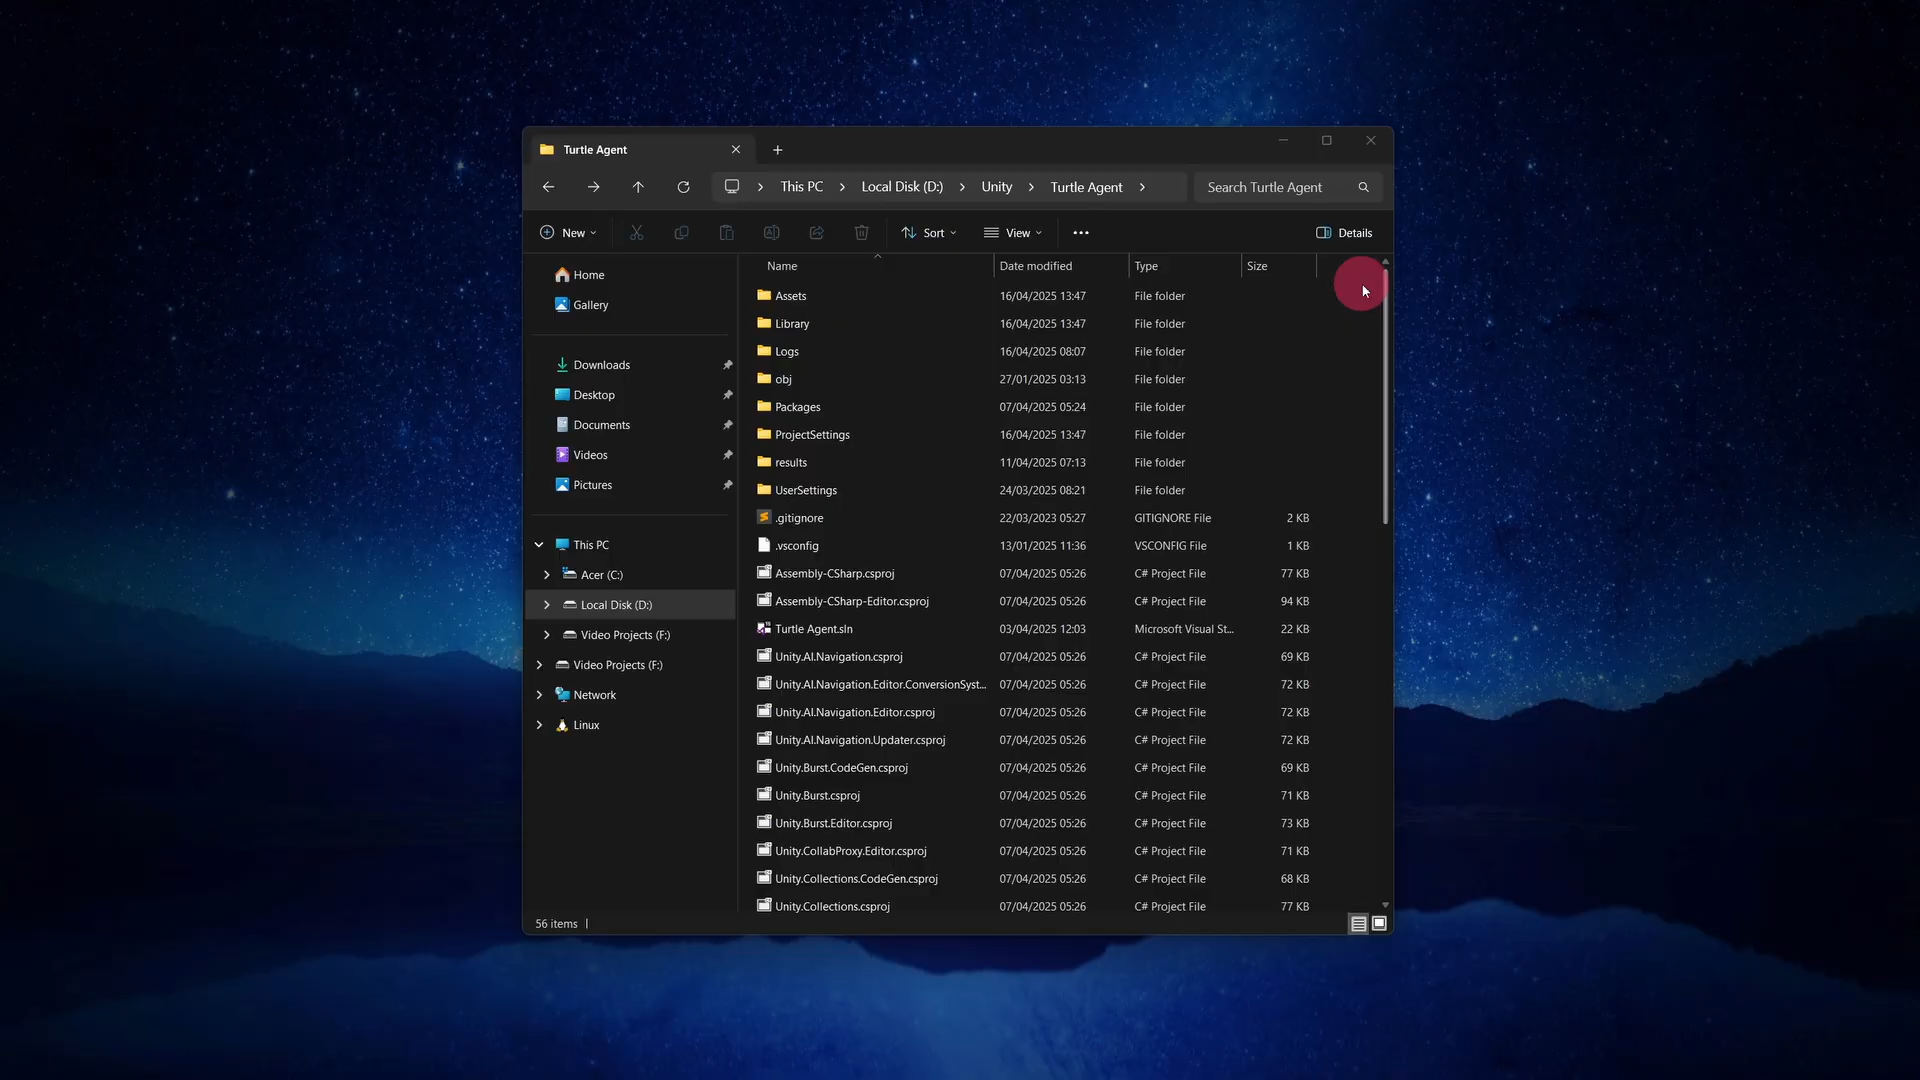 Turtle Agent
This PC > Local Disk (D:) > Unity > Turtle Agent >
Search Turtle Agent
New
Sort
View
Details
Home
Gallery
Downloads
Desktop
Documents
Videos
Pictures
This PC
Acer (C:)
Local Disk (D:)
Video Projects (F:)
Video Projects (F:)
Network
Linux
Name Date modified Type Size
Assets 16/04/2025 13:47 File folder
Library 16/04/2025 13:47 File folder
Logs 16/04/2025 08:07 File folder
obj 27/01/2025 03:13 File folder
Packages 07/04/2025 05:24 File folder
ProjectSettings 16/04/2025 13:47 File folder
results 11/04/2025 07:13 File folder
UserSettings 24/03/2025 08:21 File folder
.gitignore 22/03/2023 05:27 GITIGNORE File 2 KB
.vsconfig 13/01/2025 11:36 VSCONFIG File 1 KB
Assembly-CSharp.csproj 07/04/2025 05:26 C# Project File 77 KB
Assembly-CSharp-Editor.csproj 07/04/2025 05:26 C# Project File 94 KB
Turtle Agent.sln 03/04/2025 12:03 Microsoft Visual St... 22 KB
Unity.AI.Navigation.csproj 07/04/2025 05:26 C# Project File 69 KB
Unity.AI.Navigation.Editor.ConversionSyst... 07/04/2025 05:26 C# Project File 72 KB
Unity.AI.Navigation.Editor.csproj 07/04/2025 05:26 C# Project File 72 KB
Unity.AI.Navigation.Updater.csproj 07/04/2025 05:26 C# Project File 72 KB
Unity.Burst.CodeGen.csproj 07/04/2025 05:26 C# Project File 69 KB
Unity.Burst.csproj 07/04/2025 05:26 C# Project File 71 KB
Unity.Burst.Editor.csproj 07/04/2025 05:26 C# Project File 73 KB
Unity.CollabProxy.Editor.csproj 07/04/2025 05:26 C# Project File 71 KB
Unity.Collections.CodeGen.csproj 07/04/2025 05:26 C# Project File 68 KB
Unity.Collections.csproj 07/04/2025 05:26 C# Project File 77 KB
56 items